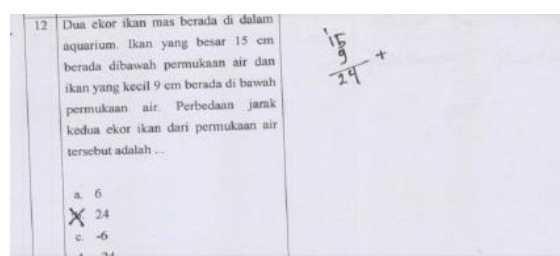 12 Dua ekor ikan mas berada di dalam
aquarium. Ikan yang besar 15 cm
berada dibawah permukaan air dan
ikan yang kecil 9 cm berada di bawah
permukaan air. Perbedaan jarak
kedua ekor ikan dari permukaan air
tersebut adalah ...
a. 6
24
c. -6
1
15
9 +
24